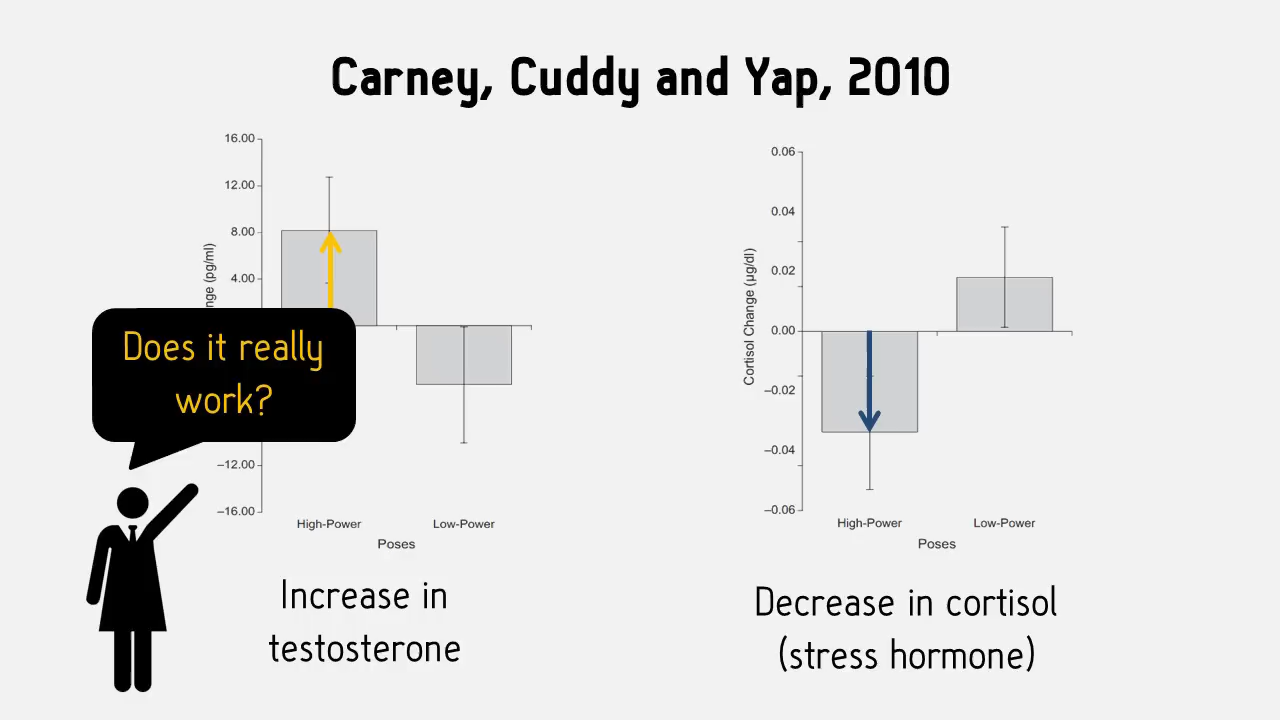 Carney, Cuddy and Yap, 2010
16.00
12.00
8.00
4.00
–12.00
–16.00
(pg/ml)
High-Power
Low-Power
Poses
Does it really
work?
Increase in
testosterone
0.06
0.04
0.02
0.00
–0.02
–0.04
–0.06
Cortisol Change (µg/dl)
High-Power
Low-Power
Poses
Decrease in cortisol
(stress hormone)